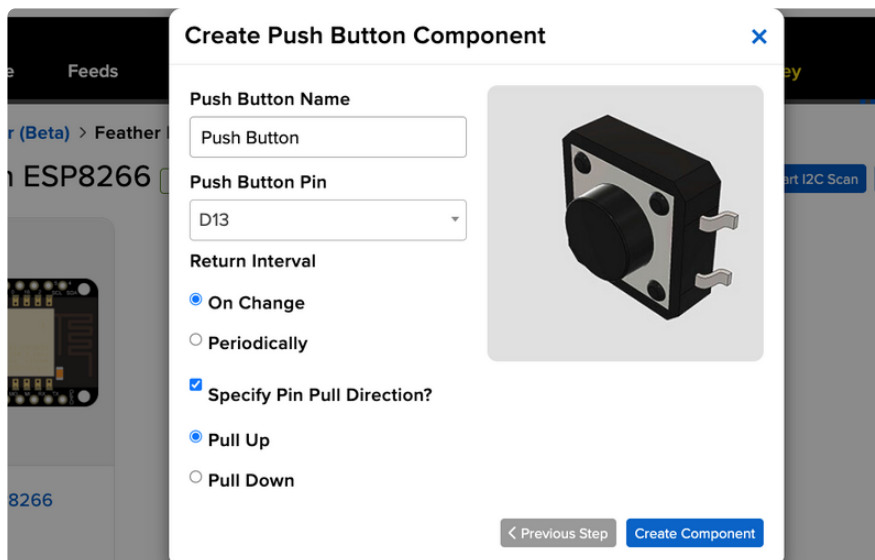 Create Push Button Component
Feeds
Push Button Name
Push Button
(Beta) > Feather
ESP8266
Push Button Pin
I2C Scan
D13
Return Interval
On Change
Periodically
Specify Pin Pull Direction?
Pull Up
Pull Down
8266
< Previous Step
Create Component